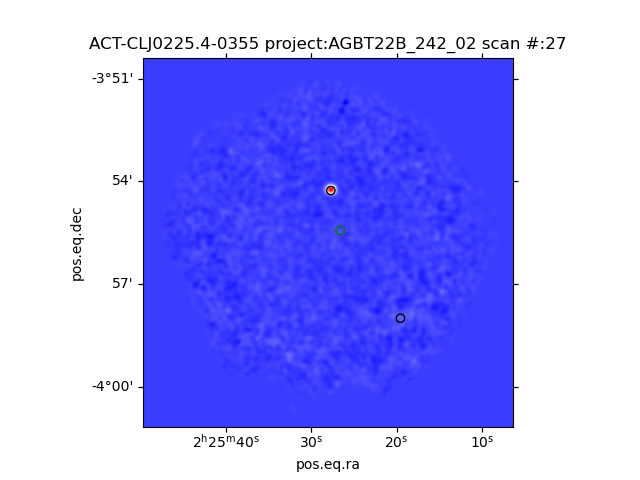 ACT-CLJ0225.4-0355 project:AGBT22B_242_02 scan #:27
-3°51'
54'
57'
-4°00'
pos.eq.dec
2ʰ25ᵐ40ˢ 30ˢ 20ˢ 10ˢ
pos.eq.ra